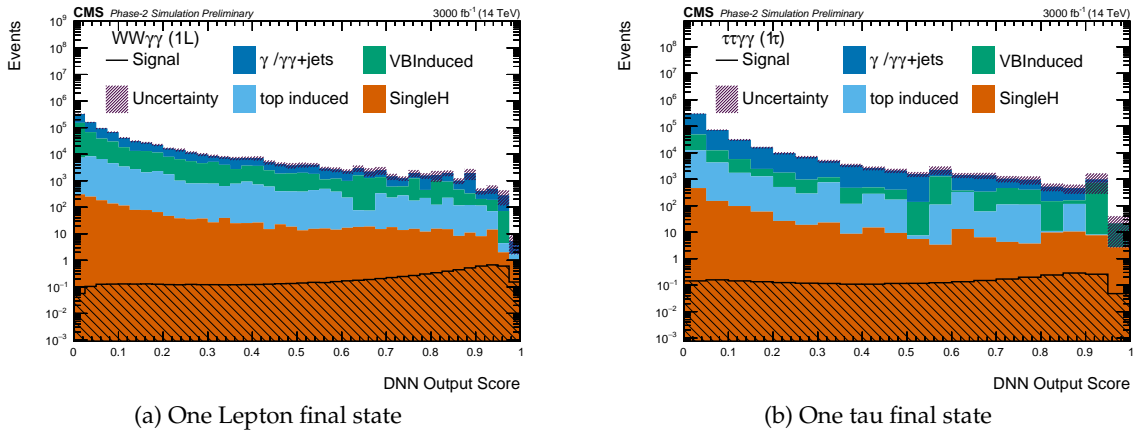 CMS Phase-2 Simulation Preliminary 3000 fb⁻¹ (14 TeV)
Events
10⁹
10⁸
10⁷
10⁶
10⁵
10⁴
10³
10²
10
1
10⁻¹
10⁻²
10⁻³
WWγγ (1L)
Signal
γ /γγ+jets
VBInduced
Uncertainty
top induced
SingleH
0 0.1 0.2 0.3 0.4 0.5 0.6 0.7 0.8 0.9 1
DNN Output Score
(a) One Lepton final state
CMS Phase-2 Simulation Preliminary 3000 fb⁻¹ (14 TeV)
Events
10⁹
10⁸
10⁷
10⁶
10⁵
10⁴
10³
10²
10
1
10⁻¹
10⁻²
10⁻³
ττγγ (1τ)
Signal
γ /γγ+jets
VBInduced
Uncertainty
top induced
SingleH
0 0.1 0.2 0.3 0.4 0.5 0.6 0.7 0.8 0.9 1
DNN Output Score
(b) One tau final state